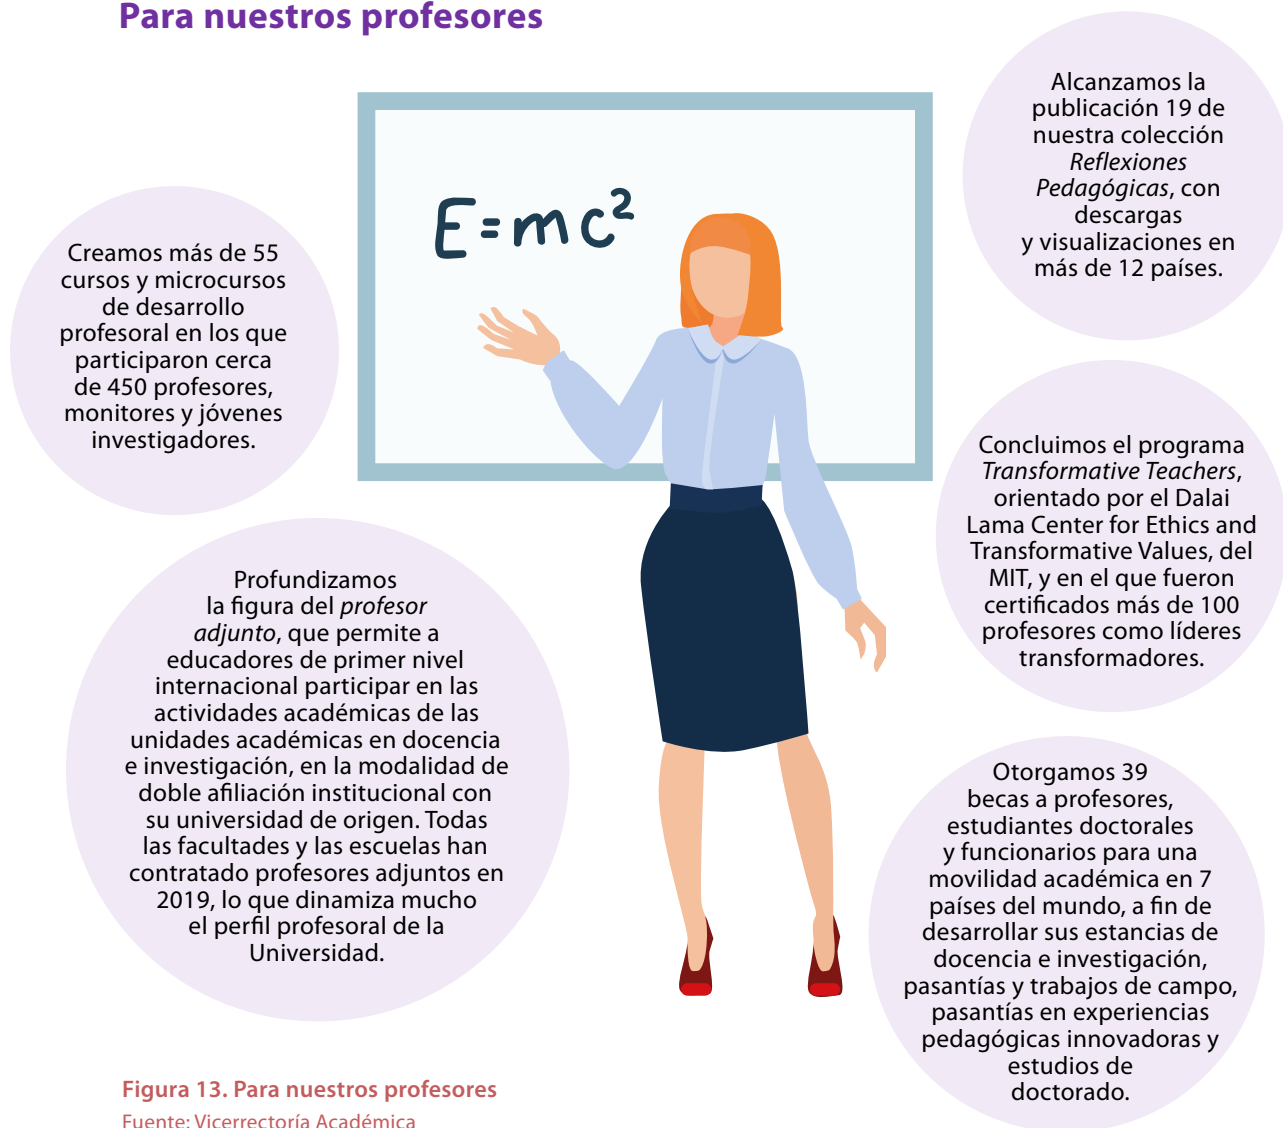 Para nuestros profesores
E=mc²
Creamos más de 55
cursos y microcursos
de desarrollo
profesoral en los que
participaron cerca
de 450 profesores,
monitores y jóvenes
investigadores.
Profundizamos
la figura del profesor
adjunto, que permite a
educadores de primer nivel
internacional participar en las
actividades académicas de las
unidades académicas en docencia
e investigación, en la modalidad de
doble afiliación institucional con
su universidad de origen. Todas
las facultades y las escuelas han
contratado profesores adjuntos en
2019, lo que dinamiza mucho
el perfil profesoral de la
Universidad.
Alcanzamos la
publicación 19 de
nuestra colección
Reflexiones
Pedagógicas, con
descargas
y visualizaciones en
más de 12 países.
Concluimos el programa
Transformative Teachers,
orientado por el Dalai
Lama Center for Ethics and
Transformative Values, del
MIT, y en el que fueron
certificados más de 100
profesores como líderes
transformadores.
Otorgamos 39
becas a profesores,
estudiantes doctorales
y funcionarios para una
movilidad académica en 7
países del mundo, a fin de
desarrollar sus estancias de
docencia e investigación,
pasantías y trabajos de campo,
pasantías en experiencias
pedagógicas innovadoras y
estudios de
doctorado.
Figura 13. Para nuestros profesores
Fuente: Vicerrectoría Académica